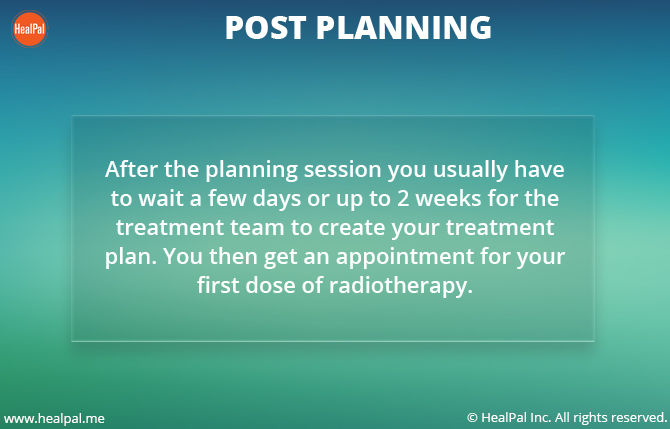 HealPal
POST PLANNING
After the planning session you usually have
to wait a few days or up to 2 weeks for the
treatment team to create your treatment
plan. You then get an appointment for your
first dose of radiotherapy.
www.healpal.me
© HealPal Inc. All rights reserved.